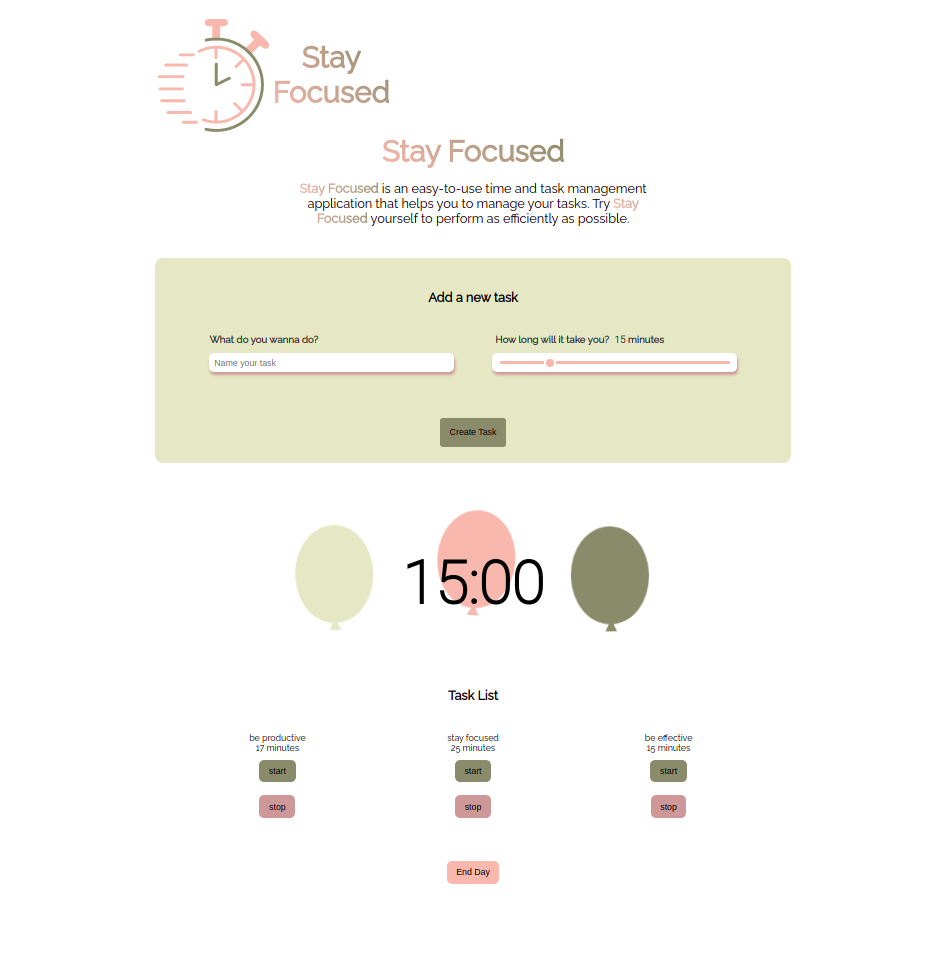 Stay
Focused
Stay Focused
Stay Focused is an easy-to-use time and task management
application that helps you to manage your tasks. Try Stay
Focused yourself to perform as efficiently as possible.
Add a new task
What do you wanna do?
How long will it take you? 15 minutes
Name your task
Create Task
15:00
Task List
be productive
17 minutes
start
stop
stay focused
25 minutes
start
stop
be effective
15 minutes
start
stop
End Day